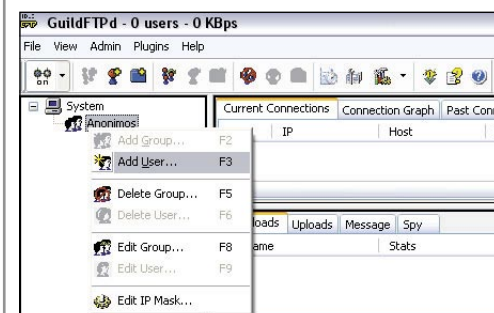 GuildFTPd - 0 users - 0 KBps
File View Admin Plugins Help
on
System
Anonimos
Current Connections Connection Graph Past Con
IP Host
Add Group... F2
Add User... F3
Delete Group... F5
Delete User... F6
Edit Group... F8
Edit User... F9
Edit IP Mask...
loads Uploads Message Spy
ame Stats